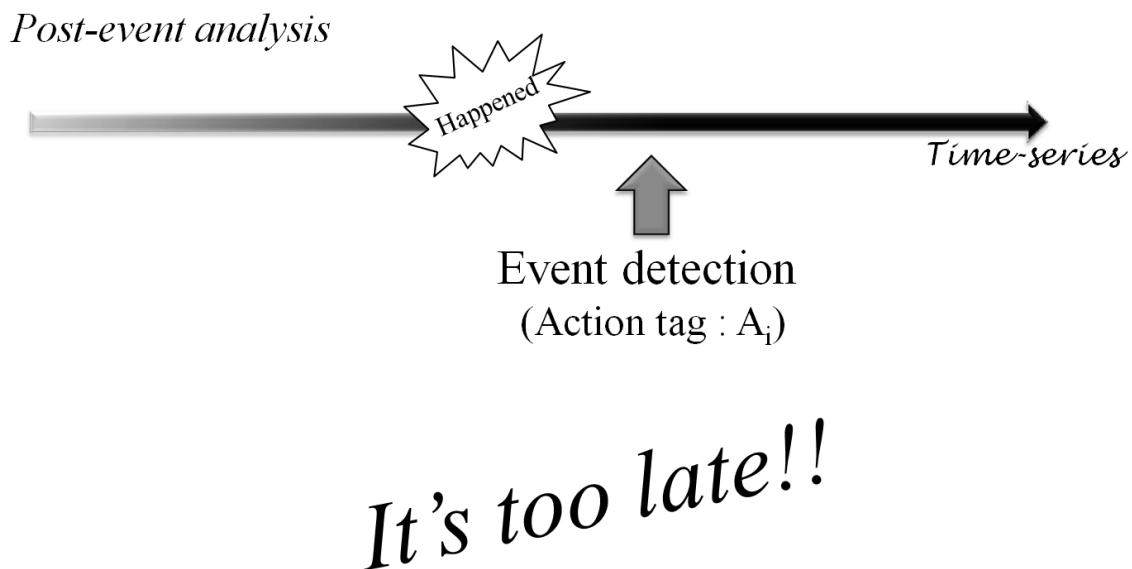 Post-event analysis
Happened
Time-series
Event detection
(Action tag : Aᵢ)
It's too late!!